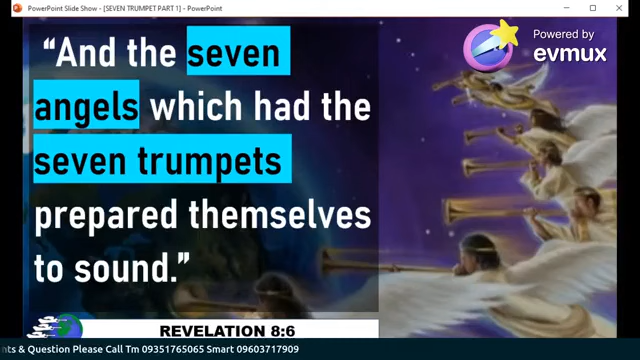 PowerPoint Slide Show - [SEVEN TRUMPET PART 1] - PowerPoint
Powered by
evmux
“And the seven
angels which had the
seven trumpets
prepared themselves
to sound.”
REVELATION 8:6
nts & Question Please Call Tm 09351765065 Smart 09603717909